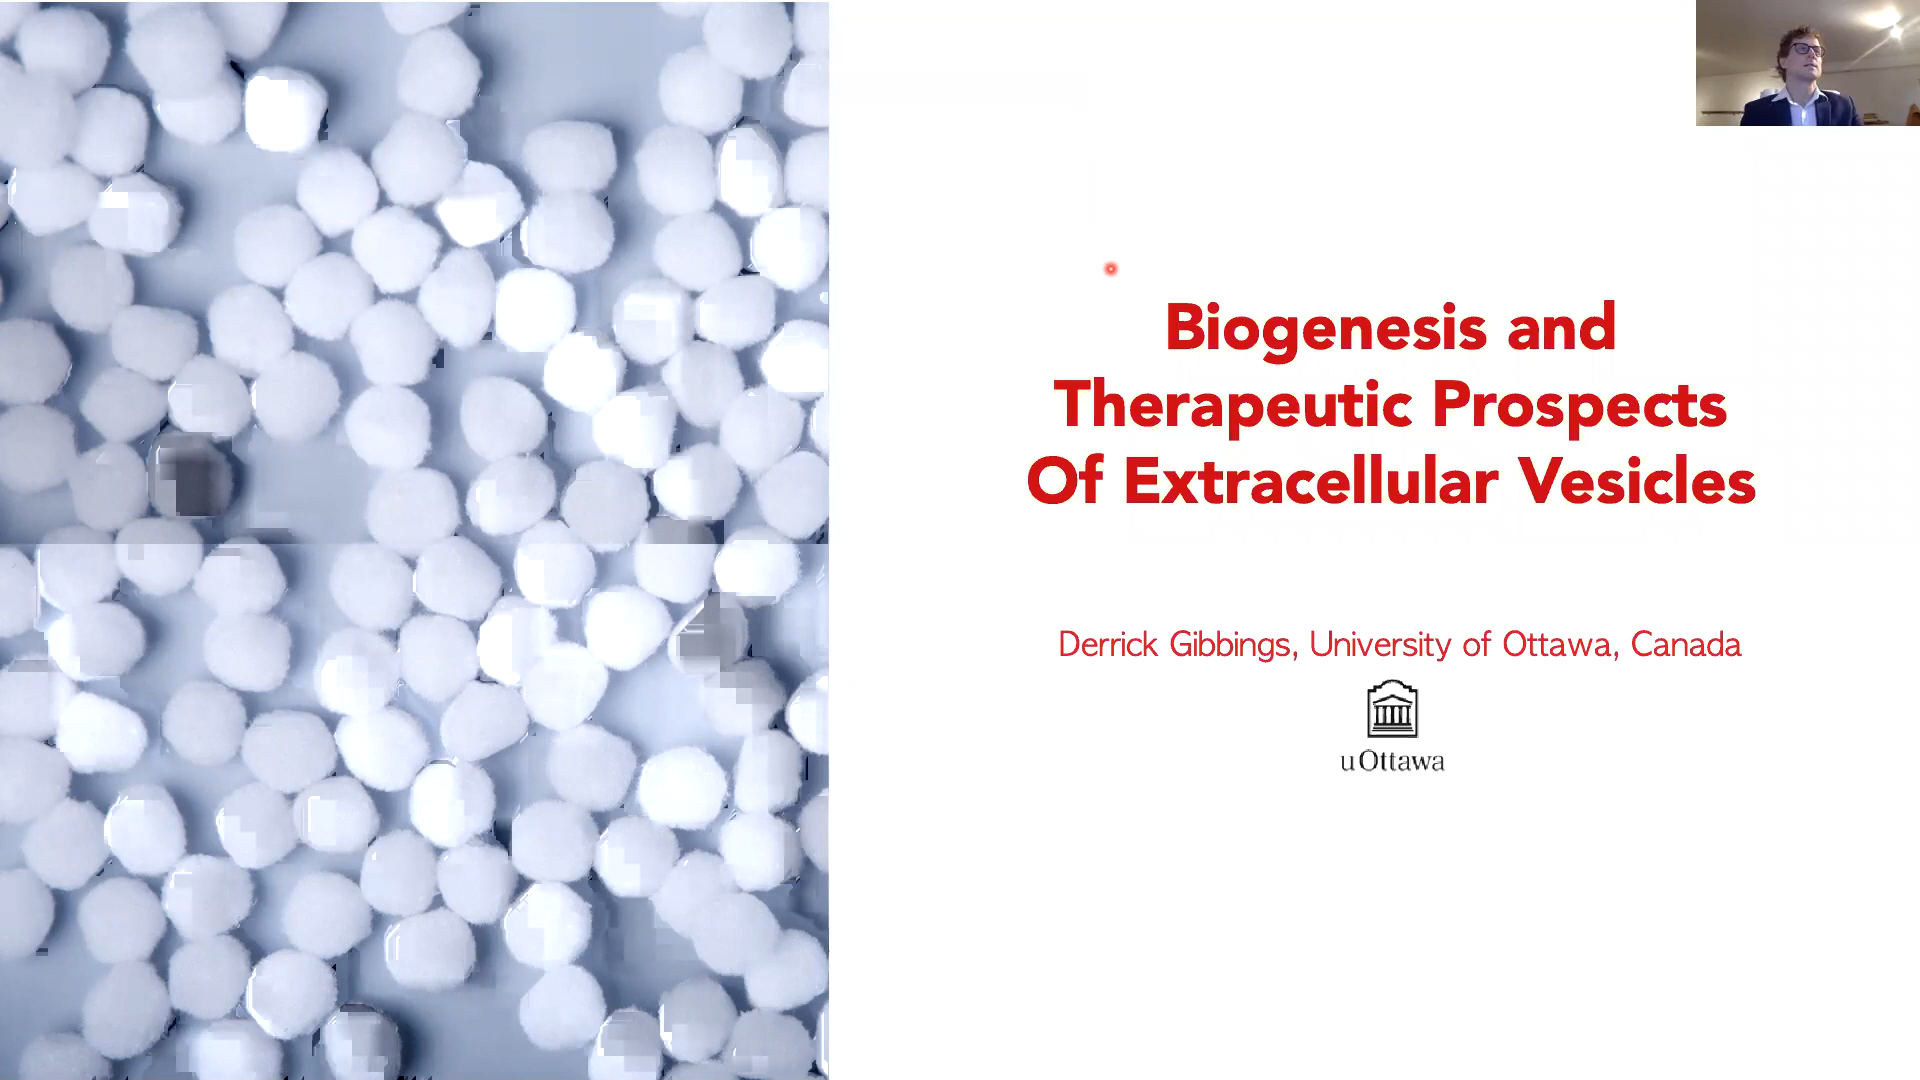 Biogenesis and
Therapeutic Prospects
Of Extracellular Vesicles
Derrick Gibbings, University of Ottawa, Canada
uOttawa